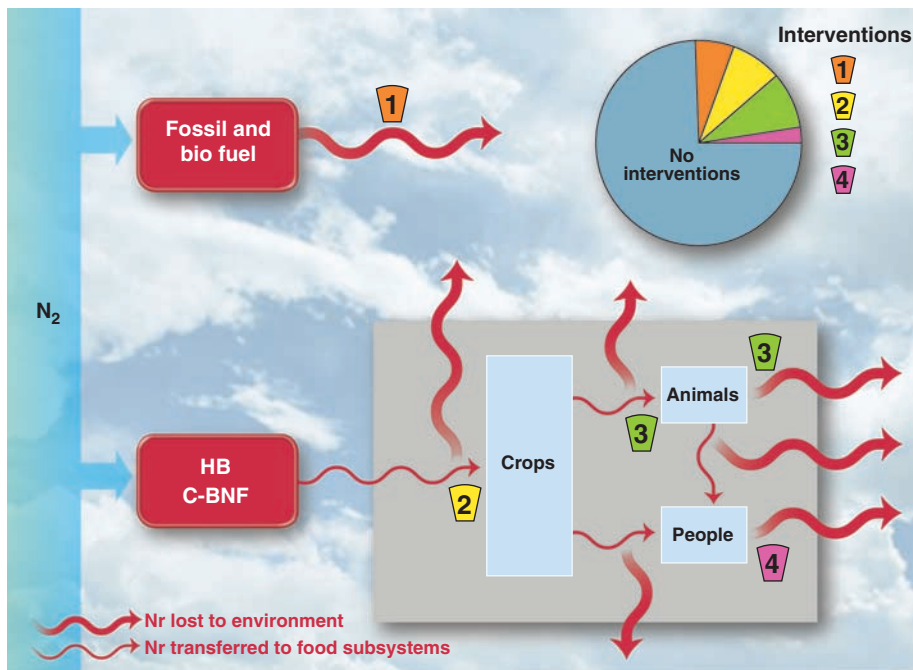 Interventions
1
2
3
4
No
interventions
1
Fossil and
bio fuel
N2
HB
C-BNF
2
Crops
3
Animals
3
People
4
Nr lost to environment
Nr transferred to food subsystems